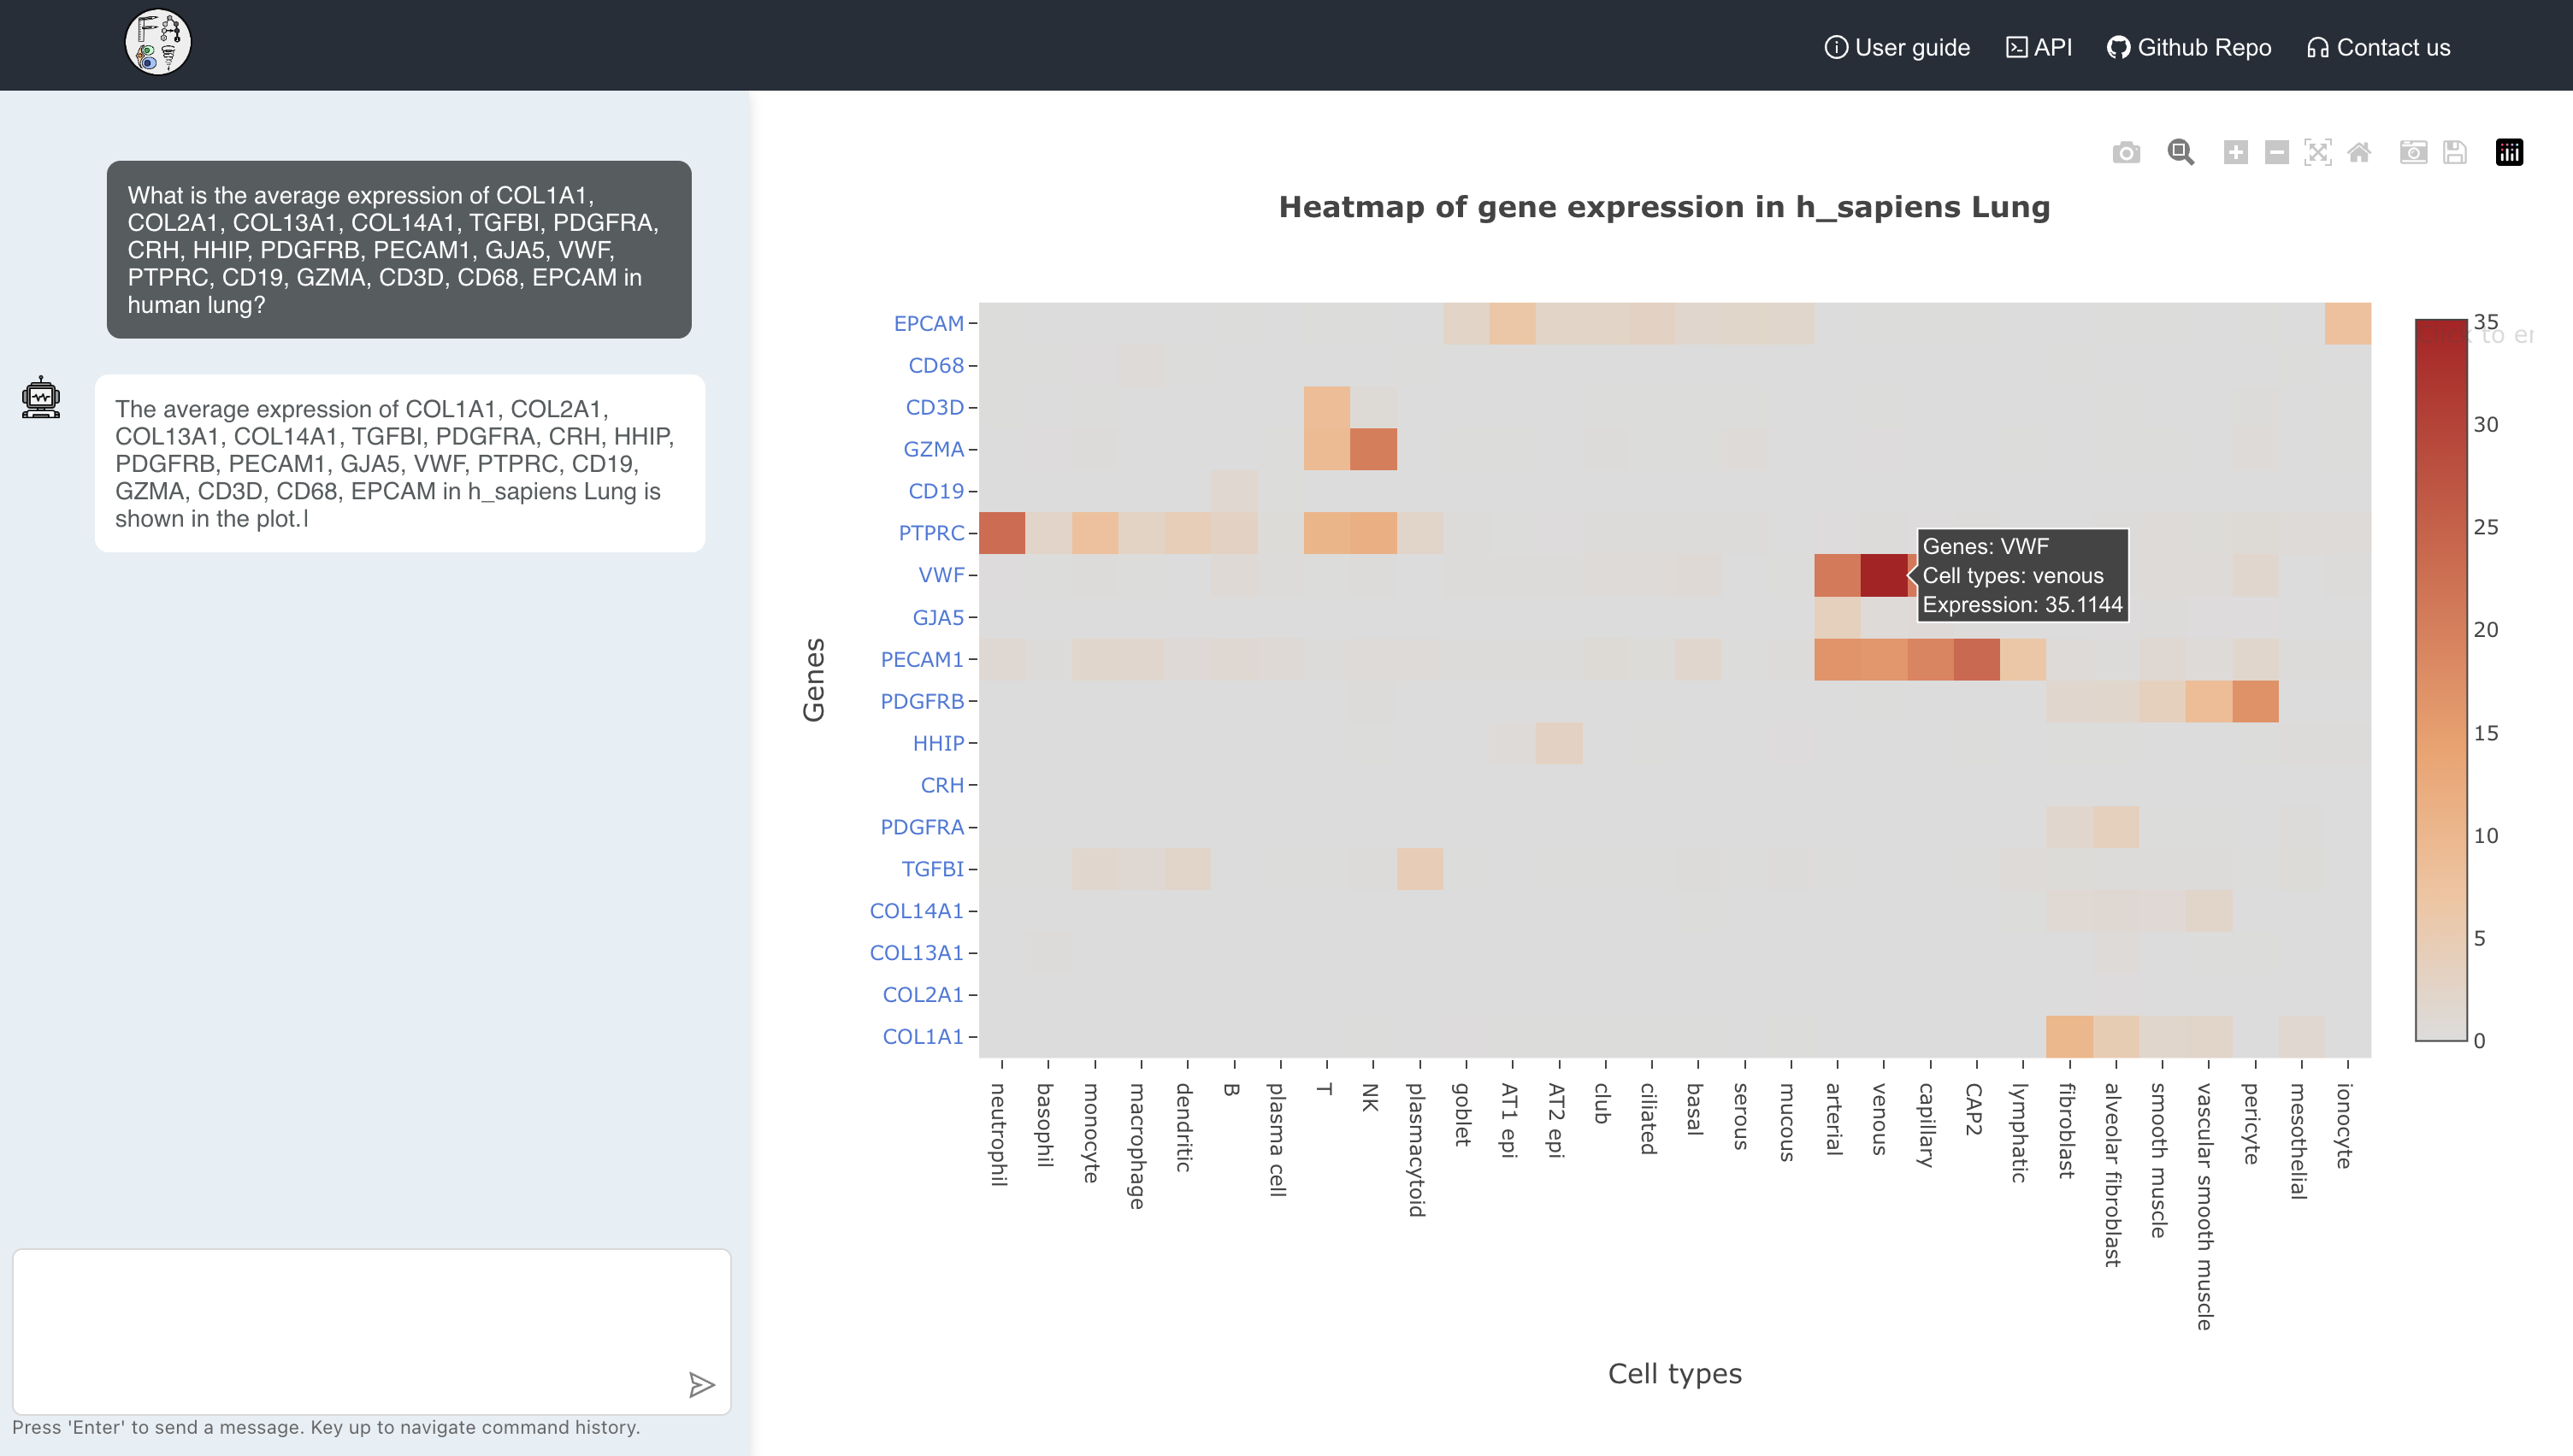 FA
User guide
API
Github Repo
Contact us
What is the average expression of COL1A1,
COL2A1, COL13A1, COL14A1, TGFBI, PDGFRA,
CRH, HHIP, PDGFRB, PECAM1, GJA5, VWF,
PTPRC, CD19, GZMA, CD3D, CD68, EPCAM in
human lung?
The average expression of COL1A1, COL2A1,
COL13A1, COL14A1, TGFBI, PDGFRA, CRH, HHIP,
PDGFRB, PECAM1, GJA5, VWF, PTPRC, CD19,
GZMA, CD3D, CD68, EPCAM in h_sapiens Lung is
shown in the plot.|
Press 'Enter' to send a message. Key up to navigate command history.
Heatmap of gene expression in h_sapiens Lung
Genes
EPCAM
CD68
CD3D
GZMA
CD19
PTPRC
VWF
GJA5
PECAM1
PDGFRB
HHIP
CRH
PDGFRA
TGFBI
COL14A1
COL13A1
COL2A1
COL1A1
Genes: VWF
Cell types: venous
Expression: 35.1144
neutrophil
basophil
monocyte
macrophage
dendritic
B
plasma cell
T
NK
plasmacytoid
goblet
AT1 epi
AT2 epi
club
ciliated
basal
serous
mucous
arterial
venous
capillary
CAP2
lymphatic
fibroblast
alveolar fibroblast
smooth muscle
vascular smooth muscle
pericyte
mesothelial
ionocyte
Cell types
35
to
30
25
20
15
10
5
0